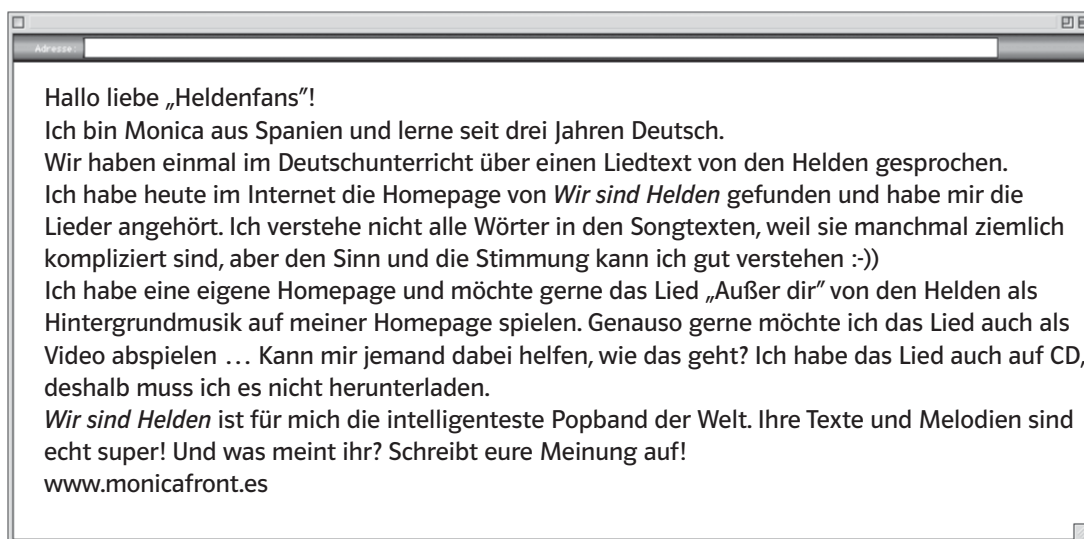 Adresse:
Hallo liebe „Heldenfans"!
Ich bin Monica aus Spanien und lerne seit drei Jahren Deutsch.
Wir haben einmal im Deutschunterricht über einen Liedtext von den Helden gesprochen.
Ich habe heute im Internet die Homepage von Wir sind Helden gefunden und habe mir die
Lieder angehört. Ich verstehe nicht alle Wörter in den Songtexten, weil sie manchmal ziemlich
kompliziert sind, aber den Sinn und die Stimmung kann ich gut verstehen :-))
Ich habe eine eigene Homepage und möchte gerne das Lied „Außer dir" von den Helden als
Hintergrundmusik auf meiner Homepage spielen. Genauso gerne möchte ich das Lied auch als
Video abspielen … Kann mir jemand dabei helfen, wie das geht? Ich habe das Lied auch auf CD,
deshalb muss ich es nicht herunterladen.
Wir sind Helden ist für mich die intelligenteste Popband der Welt. Ihre Texte und Melodien sind
echt super! Und was meint ihr? Schreibt eure Meinung auf!
www.monicafront.es